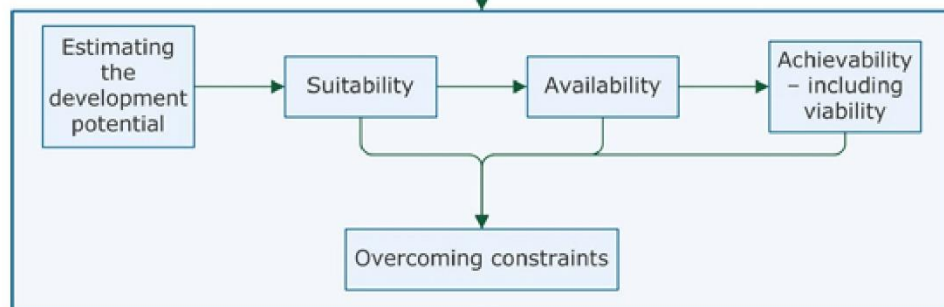 Estimating
the
development
potential
Suitability
Availability
Achievability
– including
viability
Overcoming constraints